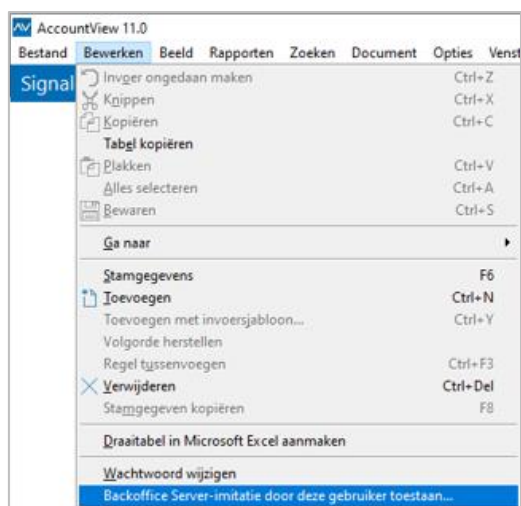 AccountView 11.0
Bestand Bewerken Beeld Rapporten Zoeken Document Opties Venst
Signal
Invoer ongedaan maken Ctrl+Z
Knippen Ctrl+X
Kopiëren Ctrl+C
Tabel kopiëren
Plakken Ctrl+V
Alles selecteren Ctrl+A
Bewaren Ctrl+S
Ga naar
Stamgegevens F6
Toevoegen Ctrl+N
Toevoegen met invoersjabloon... Ctrl+Y
Volgorde herstellen
Regel tussenvoegen Ctrl+F3
Verwijderen Ctrl+Del
Stamgegeven kopiëren F8
Draaitabel in Microsoft Excel aanmaken
Wachtwoord wijzigen
Backoffice Server-imitatie door deze gebruiker toestaan...